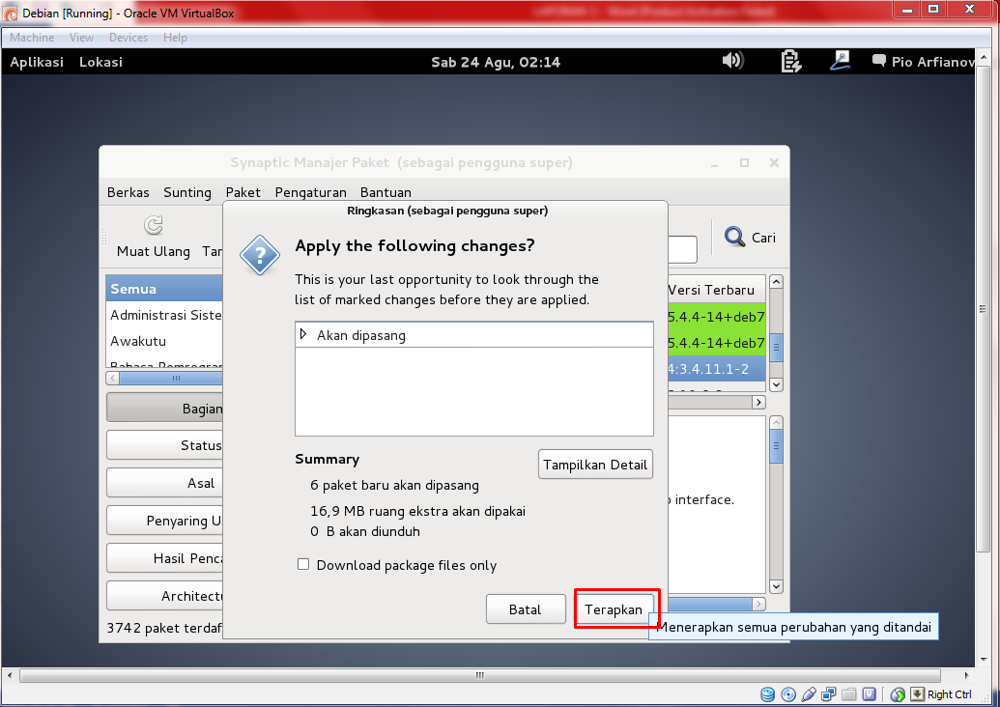 Debian [Running] - Oracle VM VirtualBox
Machine View Devices Help
Aplikasi Lokasi Sab 24 Agu, 02:14 Pio Arfianov
Synaptic Manajer Paket (sebagai pengguna super)
Berkas Sunting Paket Pengaturan Bantuan
Ringkasan (sebagai pengguna super)
Muat Ulang Cari
Apply the following changes?
This is your last opportunity to look through the
list of marked changes before they are applied.
Semua
Administrasi Siste
Awakutu
Bahasa Pemrogra
Versi Terbaru
5.4.4-14+deb7
5.4.4-14+deb7
4:3.4.11.1-2
Akan dipasang
Bagian
Status
Asal
Penyaring U
Hasil Penca
Architectu
Summary
Tampilkan Detail
6 paket baru akan dipasang
16,9 MB ruang ekstra akan dipakai
0 B akan diunduh
interface.
Download package files only
Batal Terapkan
3742 paket terdaf
Menerapkan semua perubahan yang ditandai
Right Ctrl